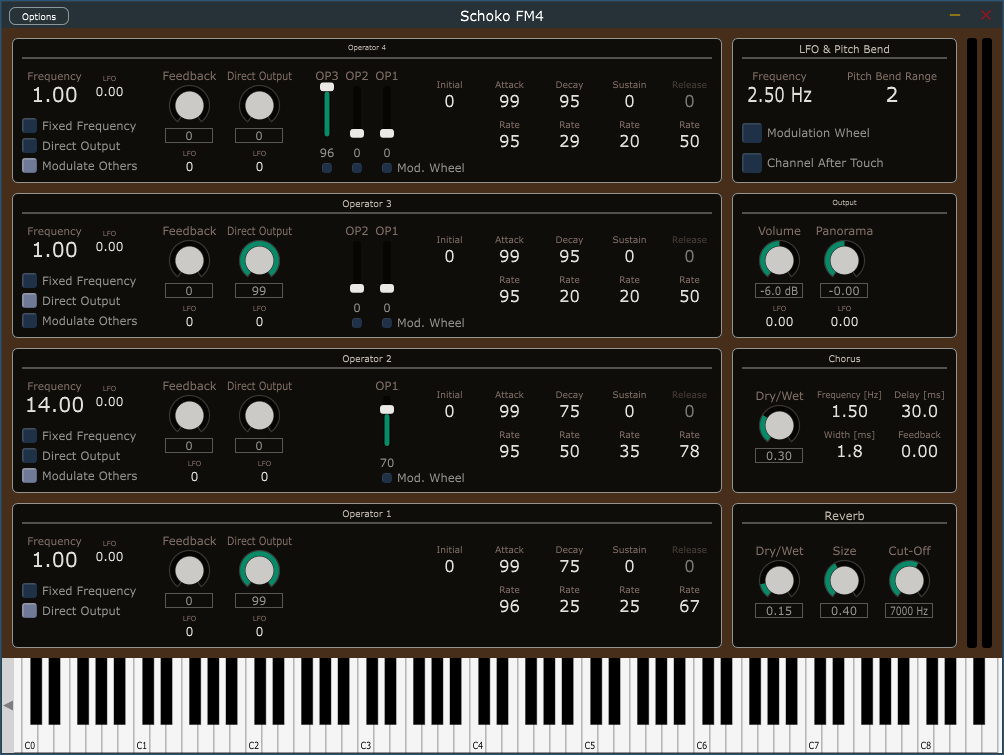 Options
Schoko FM4
Operator 4
Frequency LFO Feedback Direct Output OP3 OP2 OP1 Initial Attack Decay Sustain Release
1.00 0.00 0 99 95 0 0
Fixed Frequency 0 0 Rate Rate Rate Rate
Direct Output LFO LFO 96 0 0 95 29 20 50
Modulate Others 0 0 Mod. Wheel
Operator 3
Frequency LFO Feedback Direct Output OP2 OP1 Initial Attack Decay Sustain Release
1.00 0.00 0 99 95 0 0
Fixed Frequency 0 99 Rate Rate Rate Rate
Direct Output LFO LFO 0 0 95 20 20 50
Modulate Others 0 0 Mod. Wheel
Operator 2
Frequency LFO Feedback Direct Output OP1 Initial Attack Decay Sustain Release
14.00 0.00 0 99 75 0 0
Fixed Frequency 0 0 Rate Rate Rate Rate
Direct Output LFO LFO 70 95 50 35 78
Modulate Others 0 0 Mod. Wheel
Operator 1
Frequency LFO Feedback Direct Output Initial Attack Decay Sustain Release
1.00 0.00 0 99 75 0 0
Fixed Frequency 0 99 Rate Rate Rate Rate
Direct Output LFO LFO 96 25 25 67
0 0
LFO & Pitch Bend
Frequency Pitch Bend Range
2.50 Hz 2
Modulation Wheel
Channel After Touch
Output
Volume Panorama
-6.0 dB -0.00
LFO LFO
0.00 0.00
Chorus
Dry/Wet Frequency [Hz] Delay [ms]
1.50 30.0
Width [ms] Feedback
0.30 1.8 0.00
Reverb
Dry/Wet Size Cut-Off
0.15 0.40 7000 Hz
C0 C1 C2 C3 C4 C5 C6 C7 C8